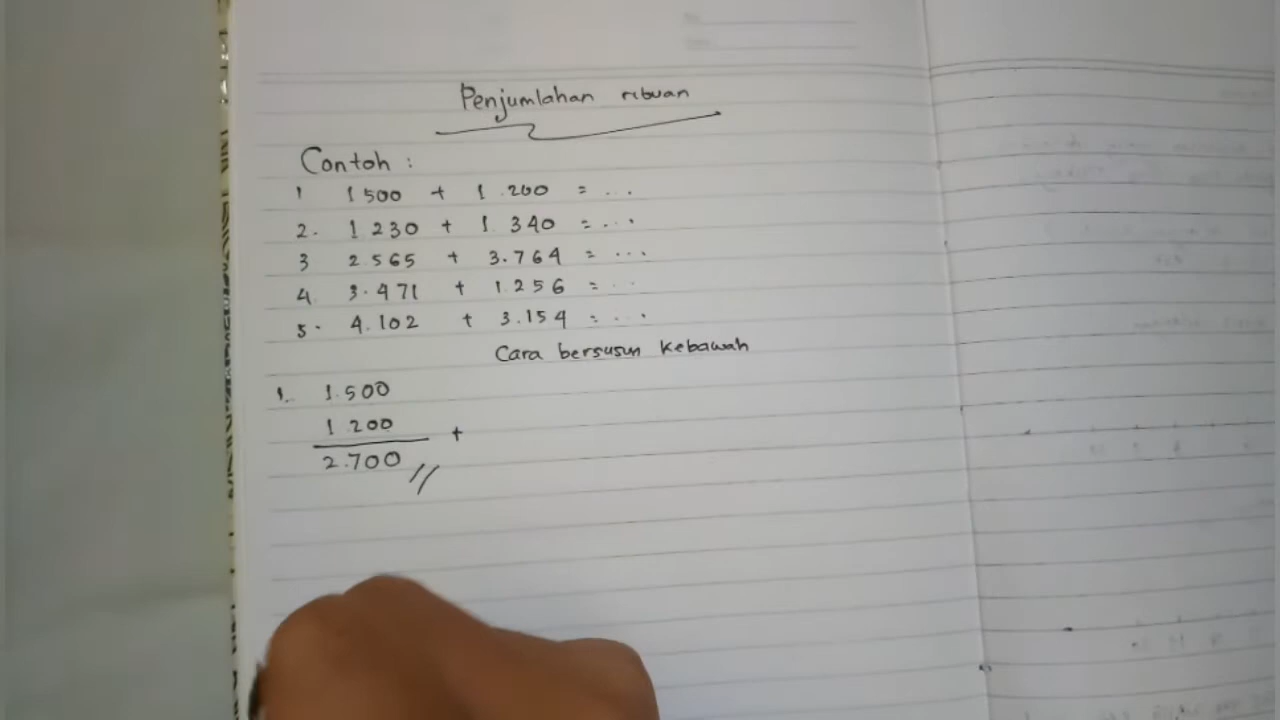 Penjumlahan ribuan
Contoh :
1 1 500 + 1 200 = ...
2. 1 230 + 1 340 = ...
3 2 565 + 3.764 = ...
4. 3.471 + 1.256 = ...
5. 4.102 + 3.154 = ...
Cara bersusun kebawah
1. 1.500
1 200 +
2.700 //